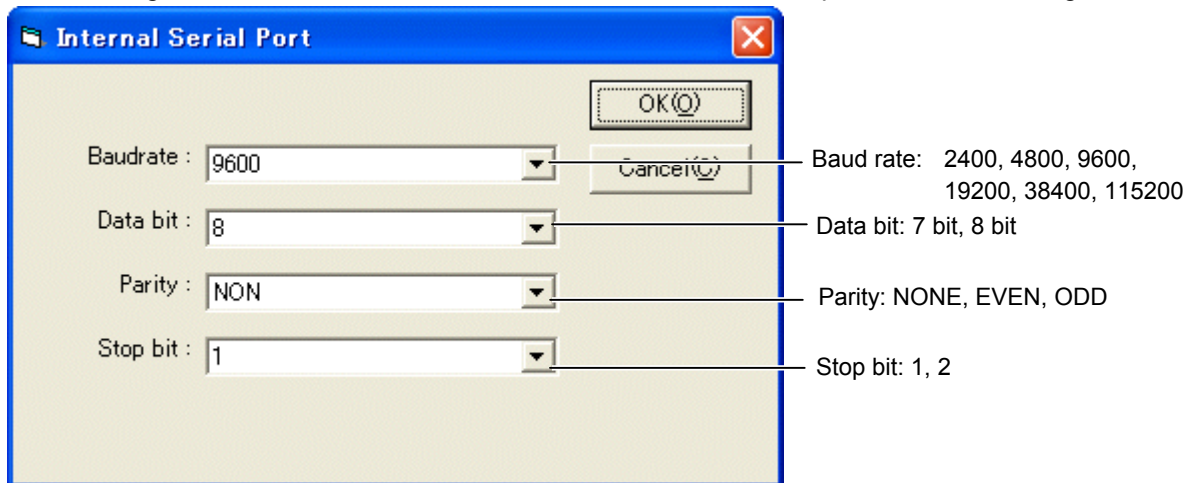 Internal Serial Port
OK(O)
Baudrate : 9600
Cancel(C)
Baud rate: 2400, 4800, 9600,
19200, 38400, 115200
Data bit : 8
Data bit: 7 bit, 8 bit
Parity : NON
Parity: NONE, EVEN, ODD
Stop bit : 1
Stop bit: 1, 2